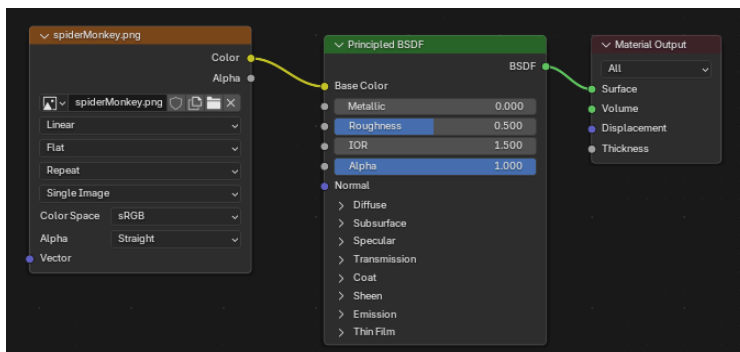 spiderMonkey.png
Color
Alpha
spiderMonkey.png
Linear
Flat
Repeat
Single Image
Color Space sRGB
Alpha Straight
Vector
Principled BSDF
BSDF
Base Color
Metallic 0.000
Roughness 0.500
IOR 1.500
Alpha 1.000
Normal
Diffuse
Subsurface
Specular
Transmission
Coat
Sheen
Emission
Thin Film
Material Output
All
Surface
Volume
Displacement
Thickness